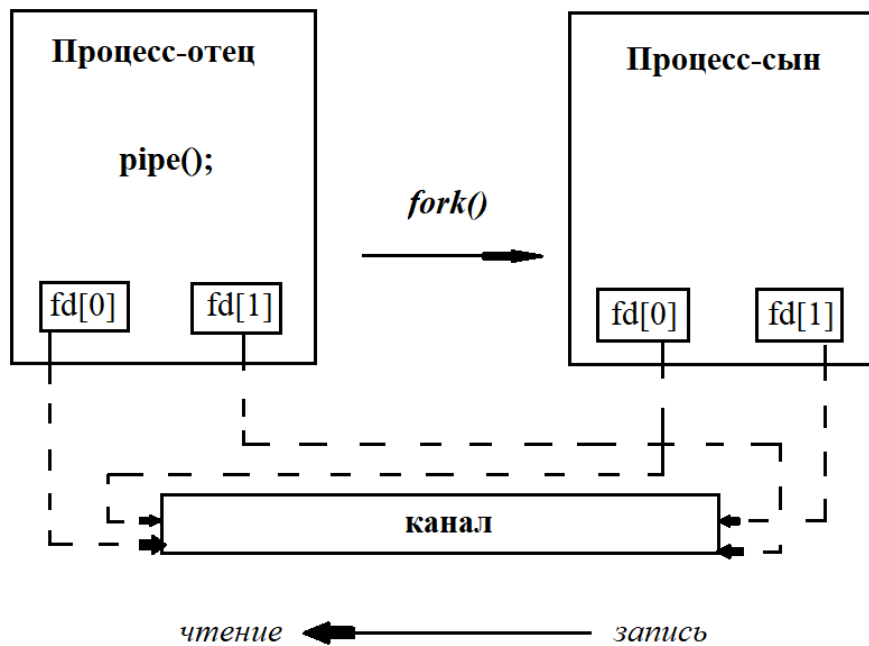 Процесс-отец
Процесс-сын
pipe();
fork()
fd[0]
fd[1]
fd[0]
fd[1]
канал
чтение
запись